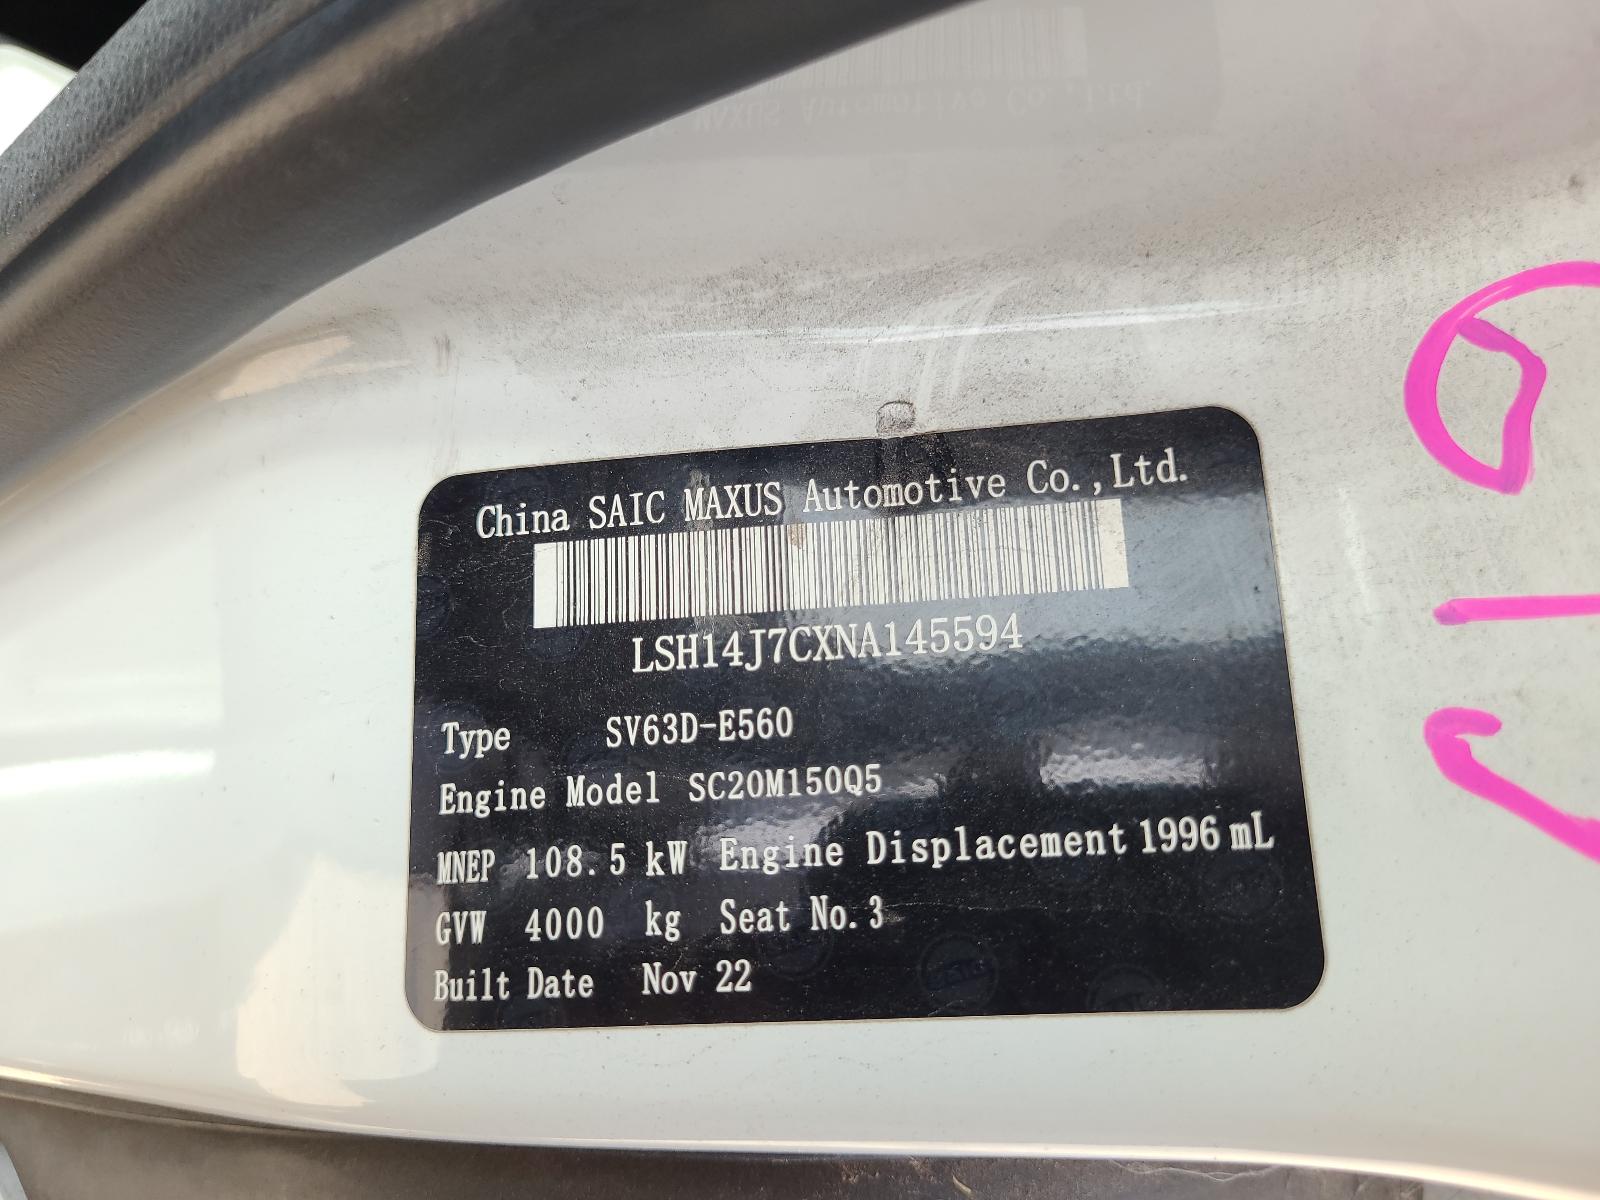 China SAIC MAXUS Automotive Co.,Ltd.
LSH14J7CXNA145594
Type SV63D-E560
Engine Model SC20M150Q5
MNEP 108.5 kW Engine Displacement 1996 mL
GVW 4000 kg Seat No. 3
Built Date Nov 22